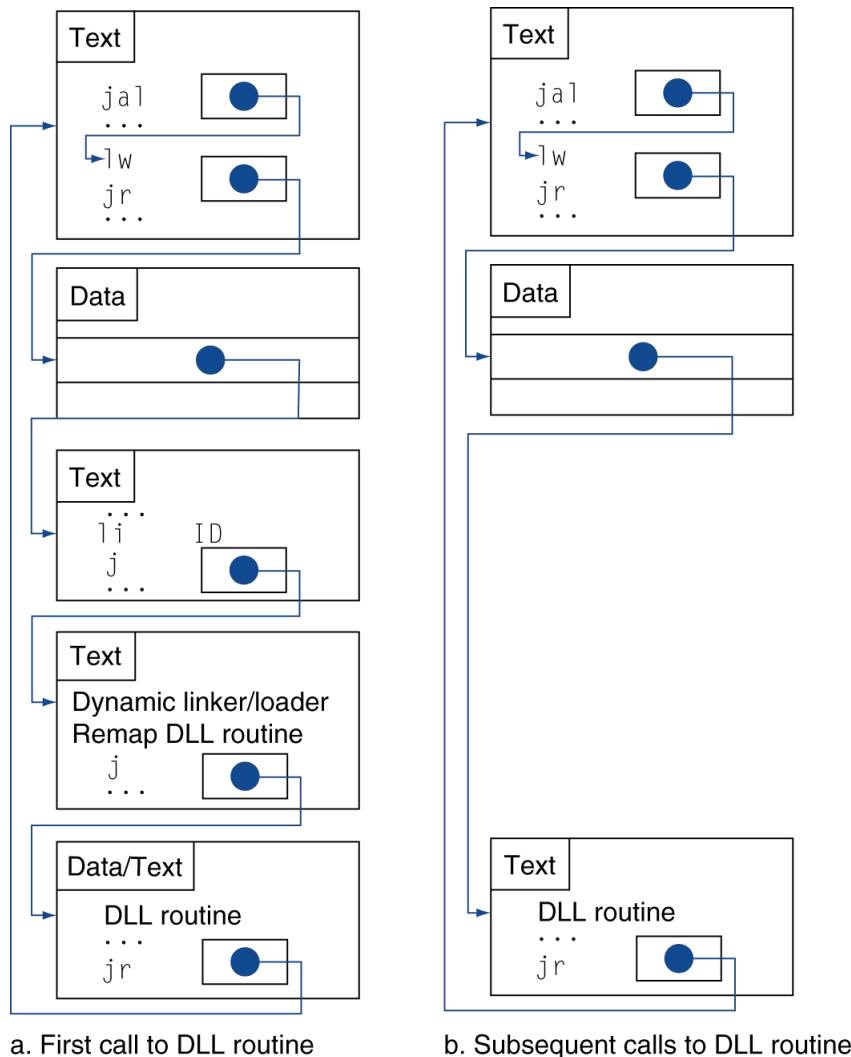 Text
jal
...
lw
jr
...
Data
Text
...
li ID
j
...
Text
Dynamic linker/loader
Remap DLL routine
j
...
Data/Text
DLL routine
...
jr
a. First call to DLL routine
Text
jal
...
lw
jr
...
Data
Text
DLL routine
...
jr
b. Subsequent calls to DLL routine